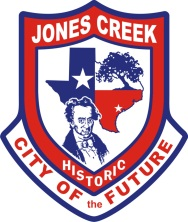 JONES CREEK
HISTORIC
CITY OF the FUTURE